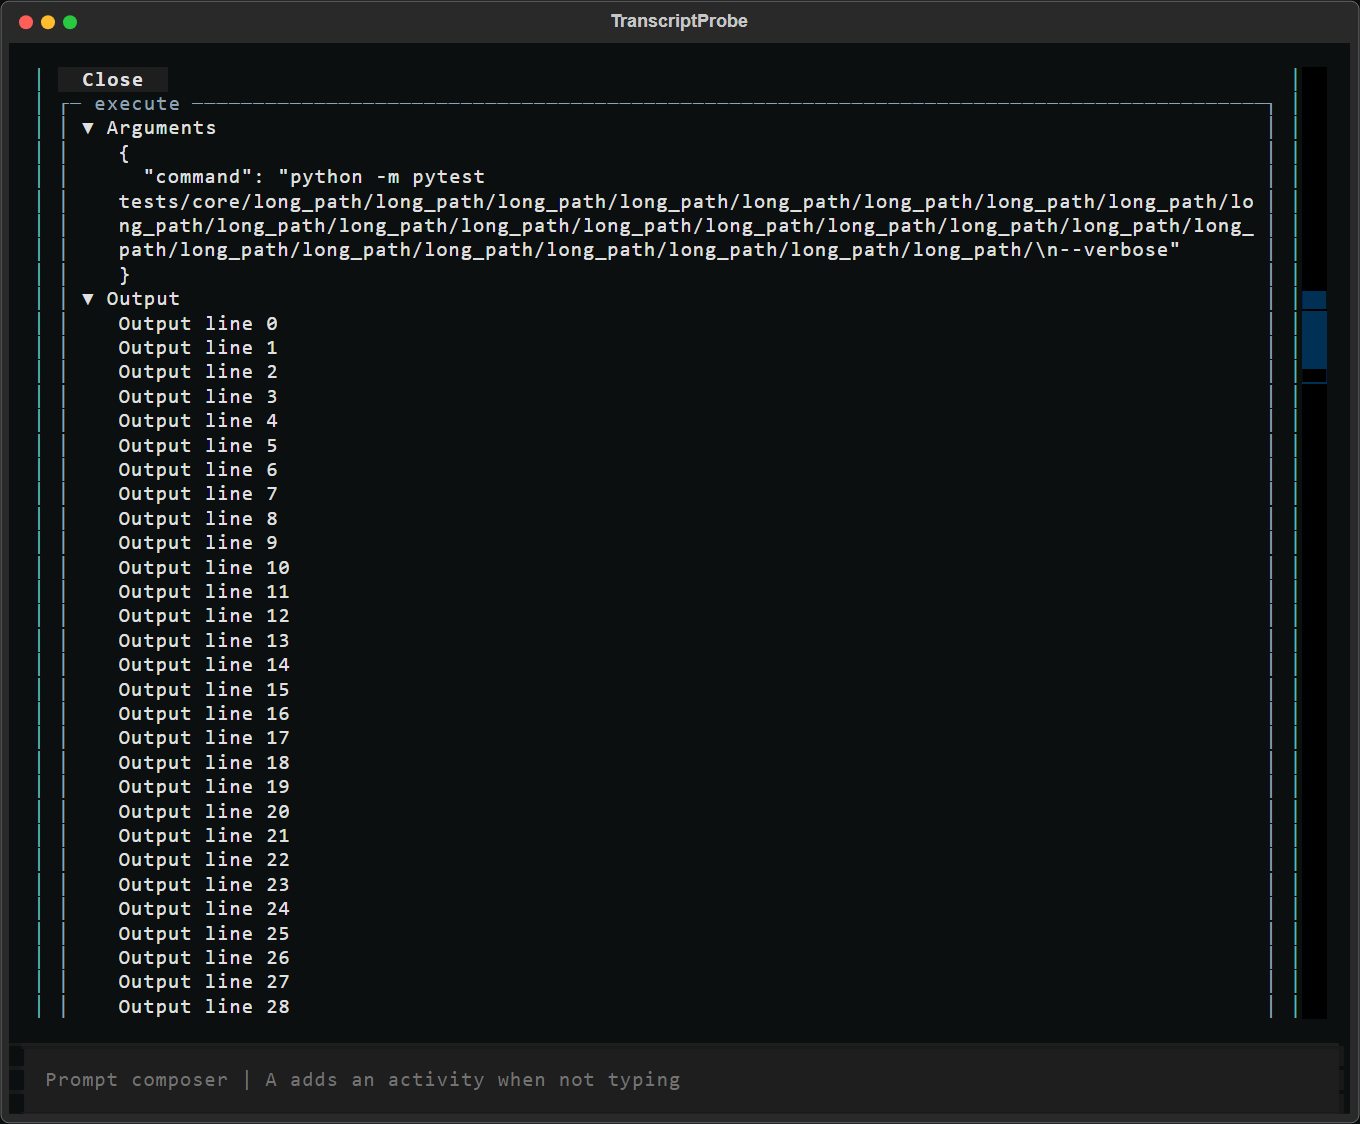 TranscriptProbe
Close
execute
▼ Arguments
{
"command": "python -m pytest
tests/core/long_path/long_path/long_path/long_path/long_path/long_path/long_path/long_path/lo
ng_path/long_path/long_path/long_path/long_path/long_path/long_path/long_path/long_path/long_
path/long_path/long_path/long_path/long_path/long_path/long_path/long_path/\n--verbose"
}
▼ Output
Output line 0
Output line 1
Output line 2
Output line 3
Output line 4
Output line 5
Output line 6
Output line 7
Output line 8
Output line 9
Output line 10
Output line 11
Output line 12
Output line 13
Output line 14
Output line 15
Output line 16
Output line 17
Output line 18
Output line 19
Output line 20
Output line 21
Output line 22
Output line 23
Output line 24
Output line 25
Output line 26
Output line 27
Output line 28
Prompt composer | A adds an activity when not typing